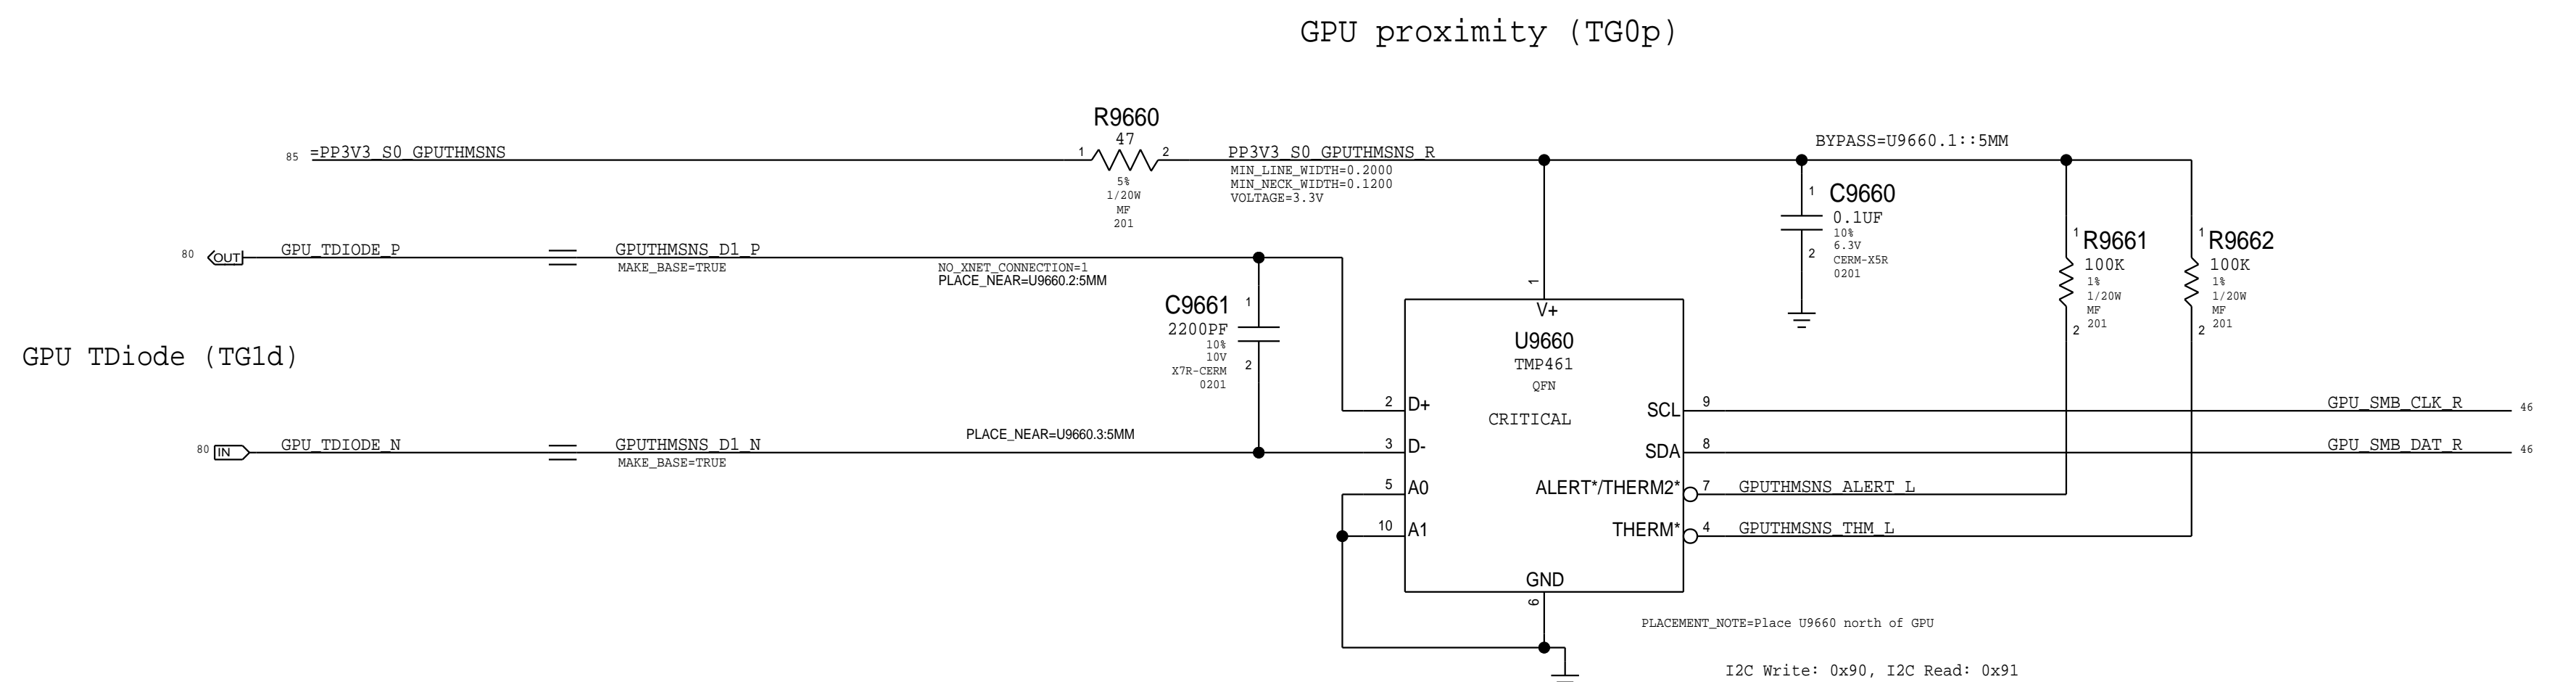 GPU proximity (TG0p)
R9660
47
1
2
5%
1/20W
MF
201
85
=PP3V3_S0_GPUTHMSNS
PP3V3_S0_GPUTHMSNS_R
MIN_LINE_WIDTH=0.2000
MIN_NECK_WIDTH=0.1200
VOLTAGE=3.3V
BYPASS=U9660.1::5MM
1
C9660
0.1UF
10%
6.3V
2
CERM-X5R
0201
1
R9661
100K
1%
1/20W
MF
2
201
1
R9662
100K
1%
1/20W
MF
2
201
80
OUT
GPU_TDIODE_P
GPUTHMSNS_D1_P
MAKE_BASE=TRUE
NO_XNET_CONNECTION=1
PLACE_NEAR=U9660.2:5MM
C9661
1
2200PF
10%
10V
2
X7R-CERM
0201
GPU TDiode (TG1d)
80
IN
GPU_TDIODE_N
GPUTHMSNS_D1_N
MAKE_BASE=TRUE
PLACE_NEAR=U9660.3:5MM
1
V+
U9660
TMP461
QFN
CRITICAL
2
D+
3
D-
5
A0
10
A1
SCL
9
GPU_SMB_CLK_R
46
SDA
8
GPU_SMB_DAT_R
46
ALERT*/THERM2*
7
GPUTHMSNS_ALERT_L
THERM*
4
GPUTHMSNS_THM_L
GND
6
PLACEMENT_NOTE=Place U9660 north of GPU
I2C Write: 0x90, I2C Read: 0x91